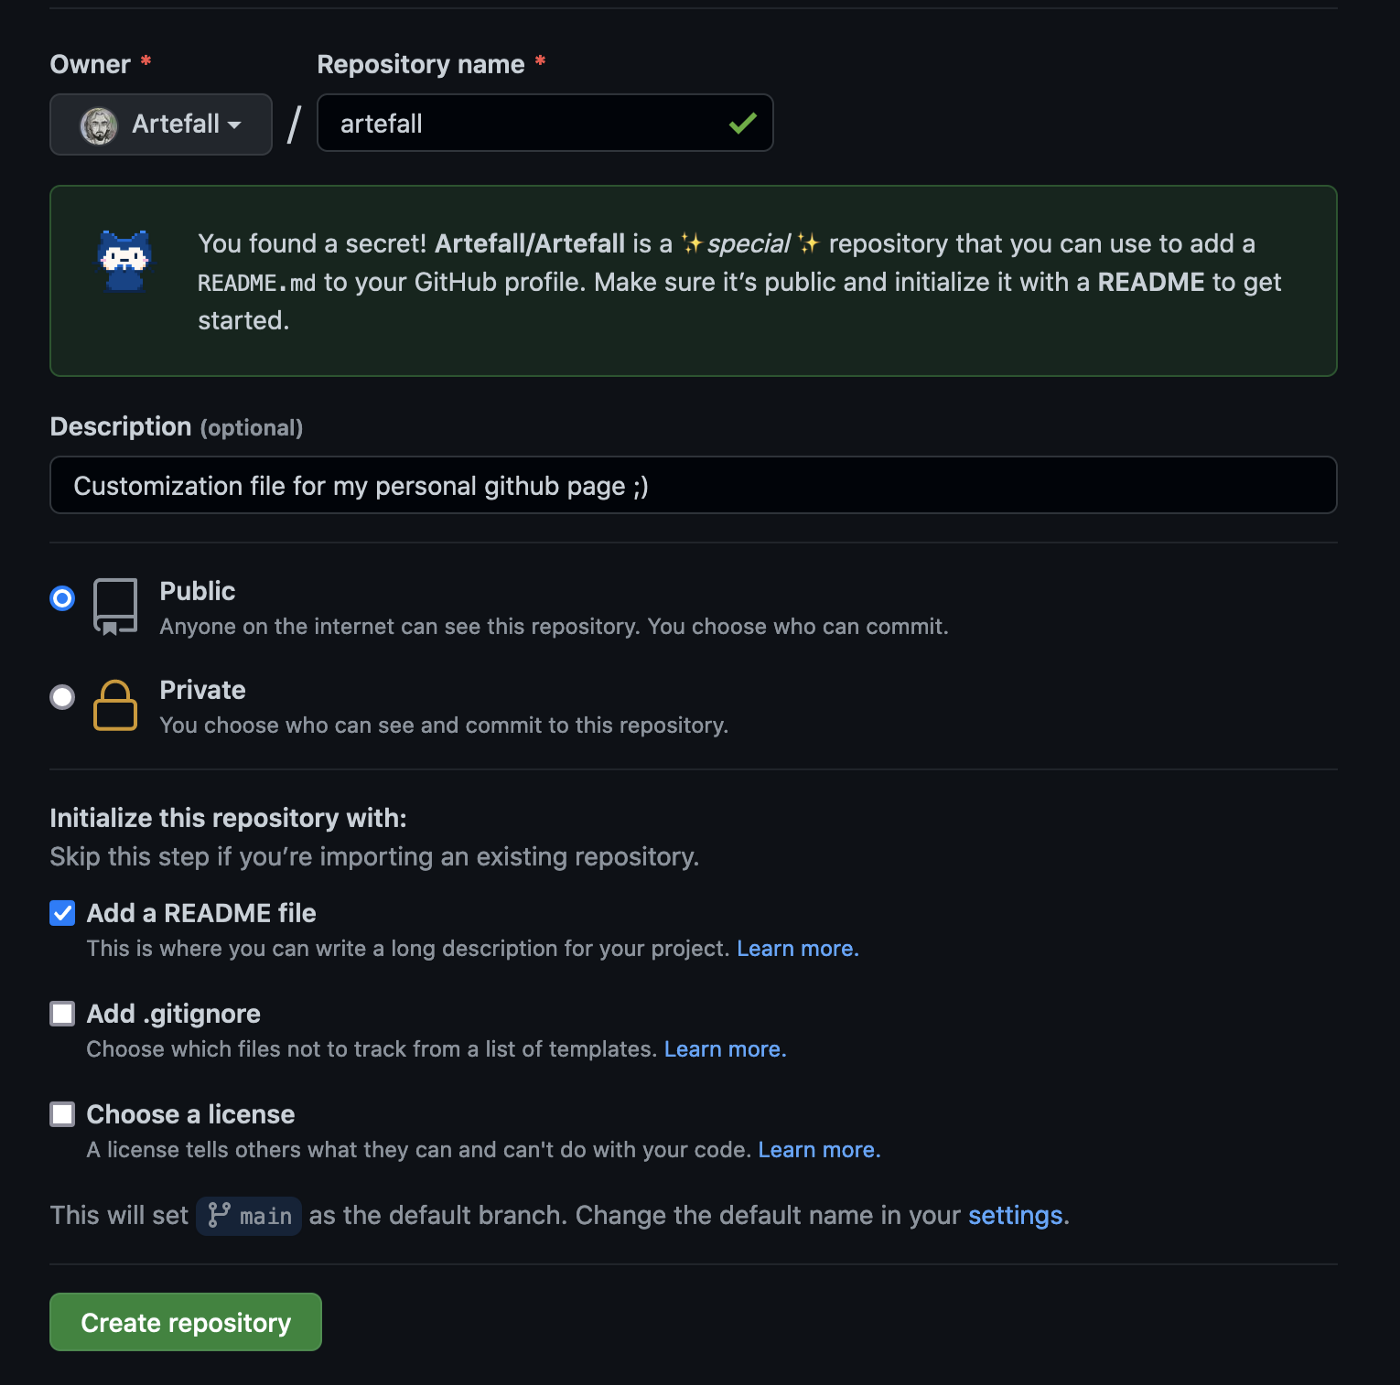 Owner * Repository name *
Artefall / artefall
You found a secret! Artefall/Artefall is a ✨special✨ repository that you can use to add a
README.md to your GitHub profile. Make sure it’s public and initialize it with a README to get
started.
Description (optional)
Customization file for my personal github page ;)
Public
Anyone on the internet can see this repository. You choose who can commit.
Private
You choose who can see and commit to this repository.
Initialize this repository with:
Skip this step if you’re importing an existing repository.
Add a README file
This is where you can write a long description for your project. Learn more.
Add .gitignore
Choose which files not to track from a list of templates. Learn more.
Choose a license
A license tells others what they can and can't do with your code. Learn more.
This will set main as the default branch. Change the default name in your settings.
Create repository